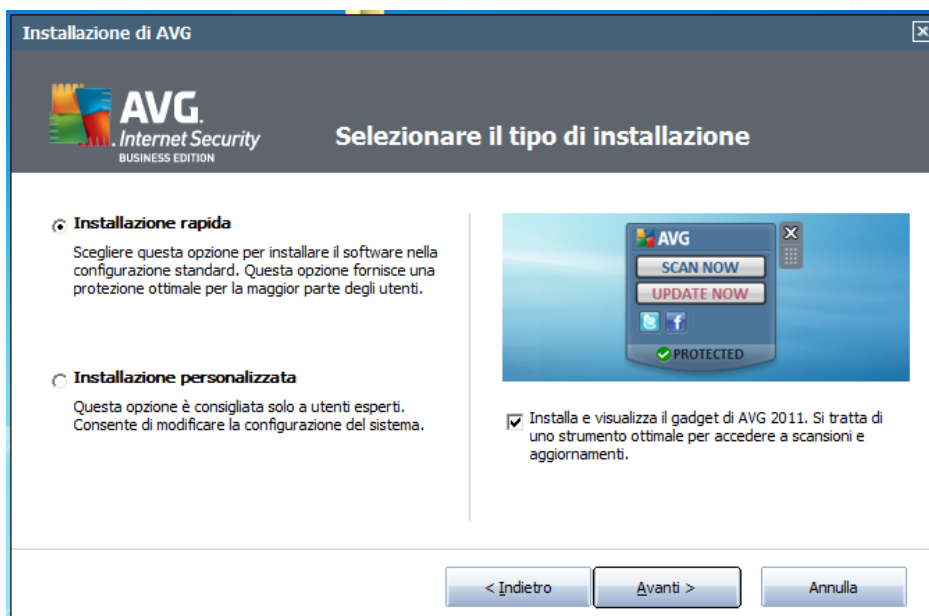 Installazione di AVG
AVG.
Internet Security
BUSINESS EDITION
Selezionare il tipo di installazione
Installazione rapida
Scegliere questa opzione per installare il software nella
configurazione standard. Questa opzione fornisce una
protezione ottimale per la maggior parte degli utenti.
Installazione personalizzata
Questa opzione è consigliata solo a utenti esperti.
Consente di modificare la configurazione del sistema.
AVG
SCAN NOW
UPDATE NOW
PROTECTED
Installa e visualizza il gadget di AVG 2011. Si tratta di
uno strumento ottimale per accedere a scansioni e
aggiornamenti.
< Indietro
Avanti >
Annulla